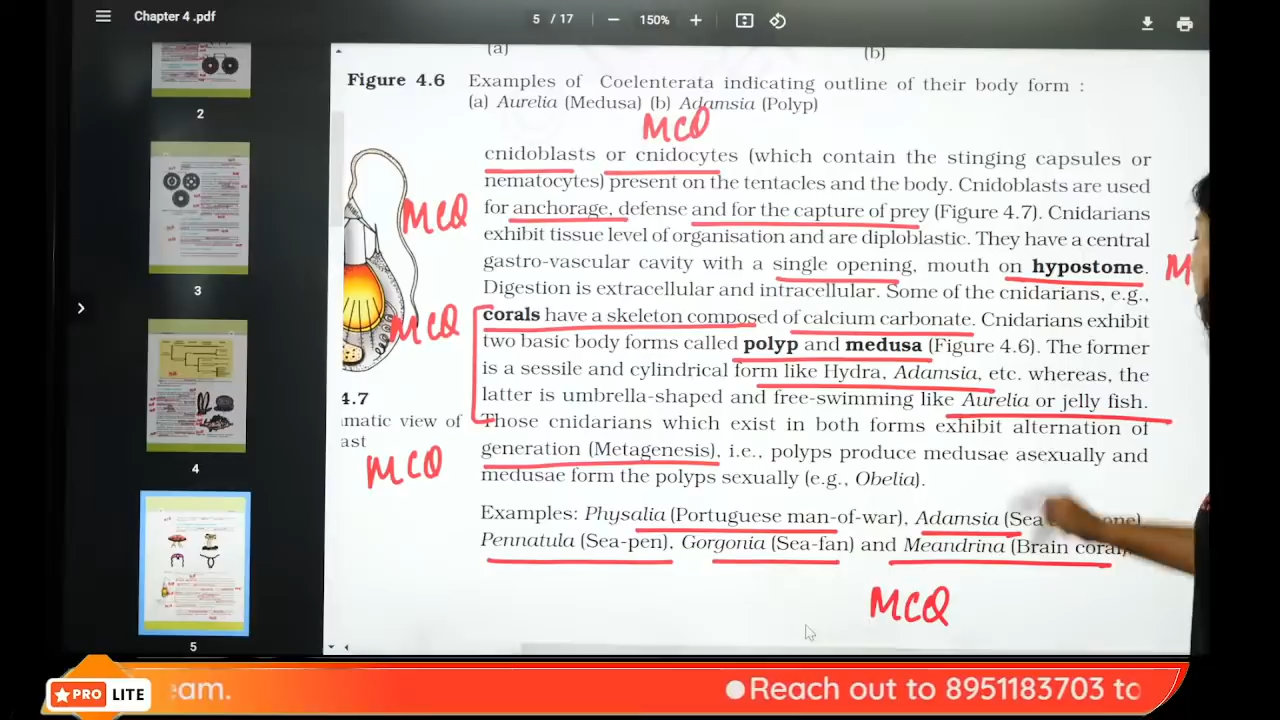 Chapter 4 .pdf
5 / 17
150%
(a)
(b)
Figure 4.6 Examples of Coelenterata indicating outline of their body form :
(a) Aurelia (Medusa) (b) Adamsia (Polyp)
MCQ
cnidoblasts or cnidocytes (which contain the stinging capsules or
nematocytes) present on the tentacles and the body. Cnidoblasts are used
for anchorage, defense and for the capture of prey (Figure 4.7). Cnidarians
MCQ
exhibit tissue level of organisation and are diploblastic. They have a central
gastro-vascular cavity with a single opening, mouth on hypostome.
Digestion is extracellular and intracellular. Some of the cnidarians, e.g.,
corals have a skeleton composed of calcium carbonate. Cnidarians exhibit
MCQ
two basic body forms called polyp and medusa (Figure 4.6). The former
is a sessile and cylindrical form like Hydra, Adamsia, etc. whereas, the
latter is umbrella-shaped and free-swimming like Aurelia or jelly fish.
Those cnidarians which exist in both forms exhibit alternation of
generation (Metagenesis), i.e., polyps produce medusae asexually and
medusae form the polyps sexually (e.g., Obelia).
4.7
matic view of
ast
MCQ
Examples: Physalia (Portuguese man-of-war), Adamsia (Sea
Pennatula (Sea-pen), Gorgonia (Sea-fan) and Meandrina (Brain coral
MCQ
2
3
4
5
PRO LITE
eam.
Reach out to 8951183703 to